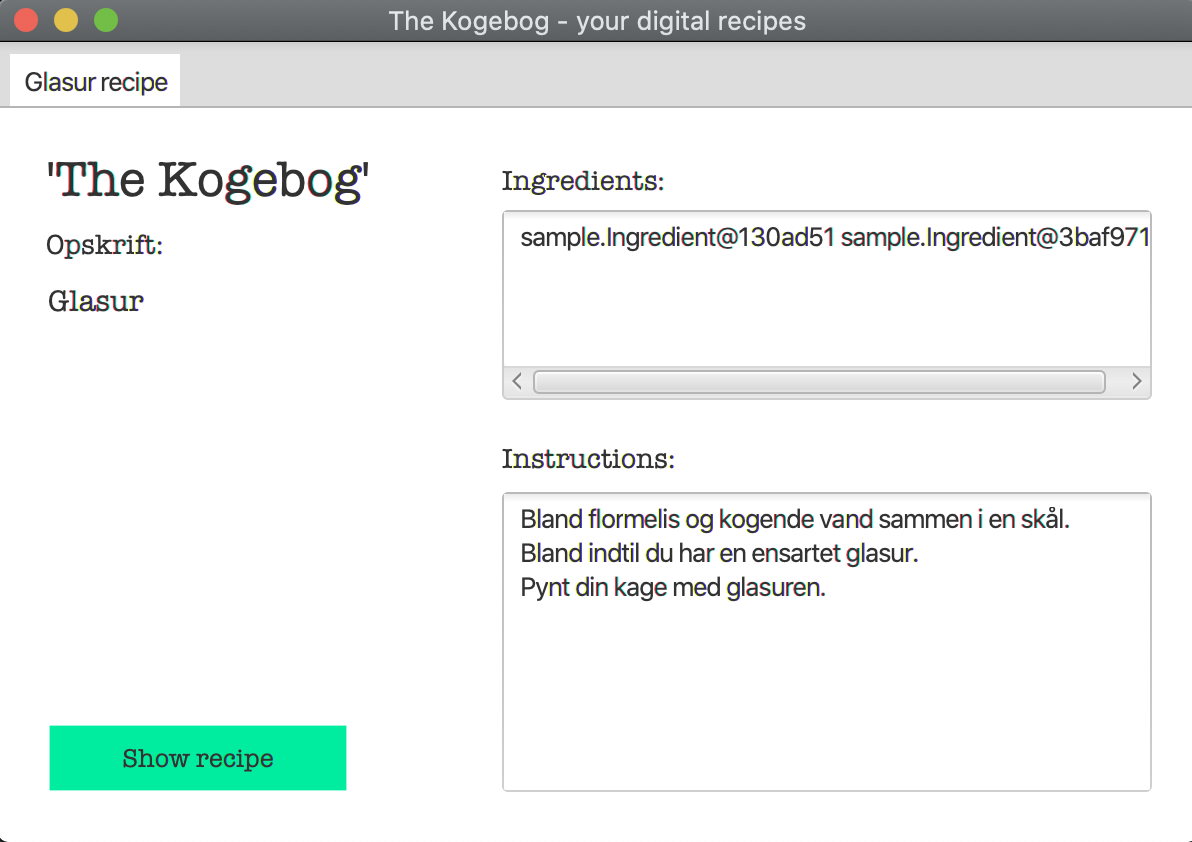 The Kogebog - your digital recipes
Glasur recipe
'The Kogebog'
Opskrift:
Glasur
Show recipe
Ingredients:
sample.Ingredient@130ad51 sample.Ingredient@3baf971
Instructions:
Bland flormelis og kogende vand sammen i en skål.
Bland indtil du har en ensartet glasur.
Pynt din kage med glasuren.